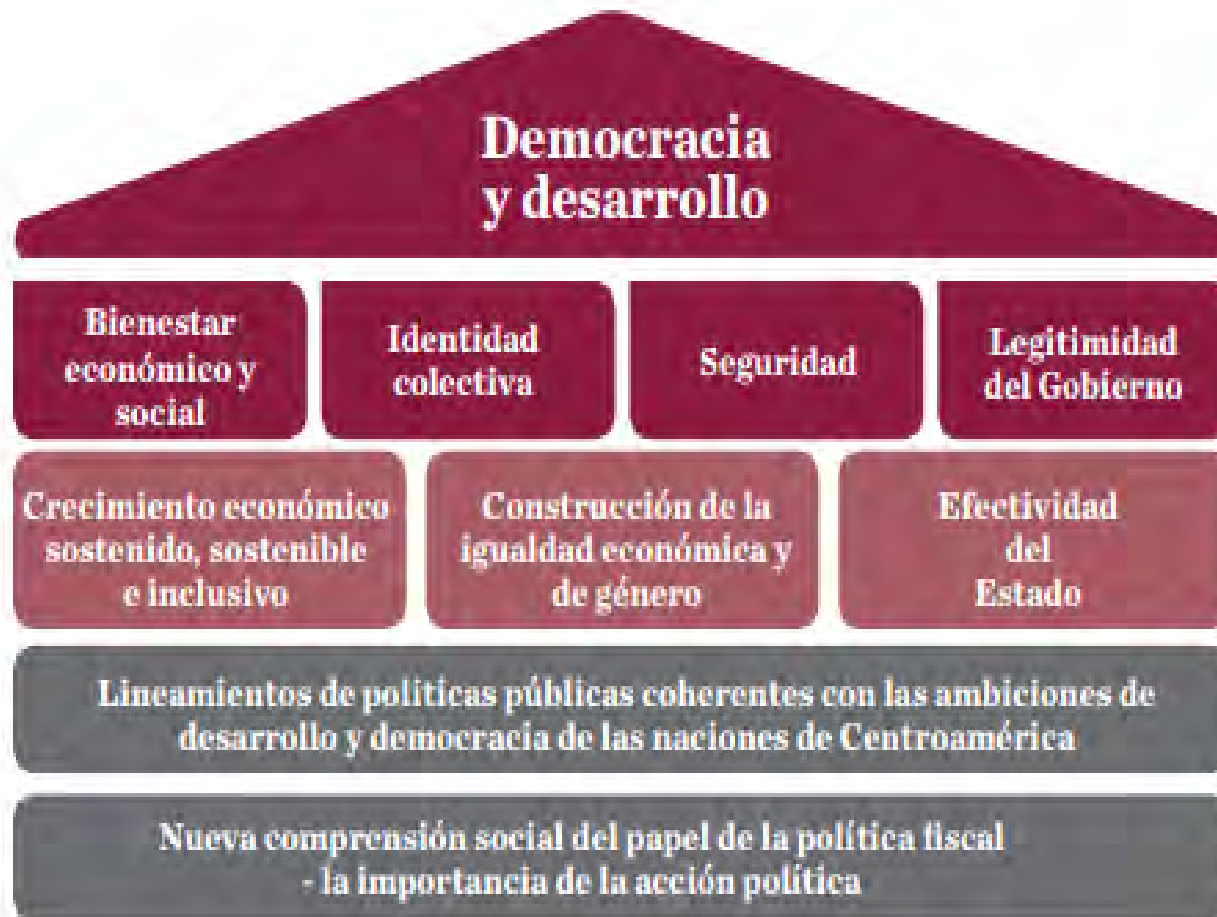 Democracia
y desarrollo
Bienestar
económico y
social
Identidad
colectiva
Seguridad
Legitimidad
del Gobierno
Crecimiento económico
sostenido, sostenible
e inclusivo
Construcción de la
igualdad económica y
de género
Efectividad
del
Estado
Lineamientos de políticas públicas coherentes con las ambiciones de
desarrollo y democracia de las naciones de Centroamérica
Nueva comprensión social del papel de la política fiscal
- la importancia de la acción política